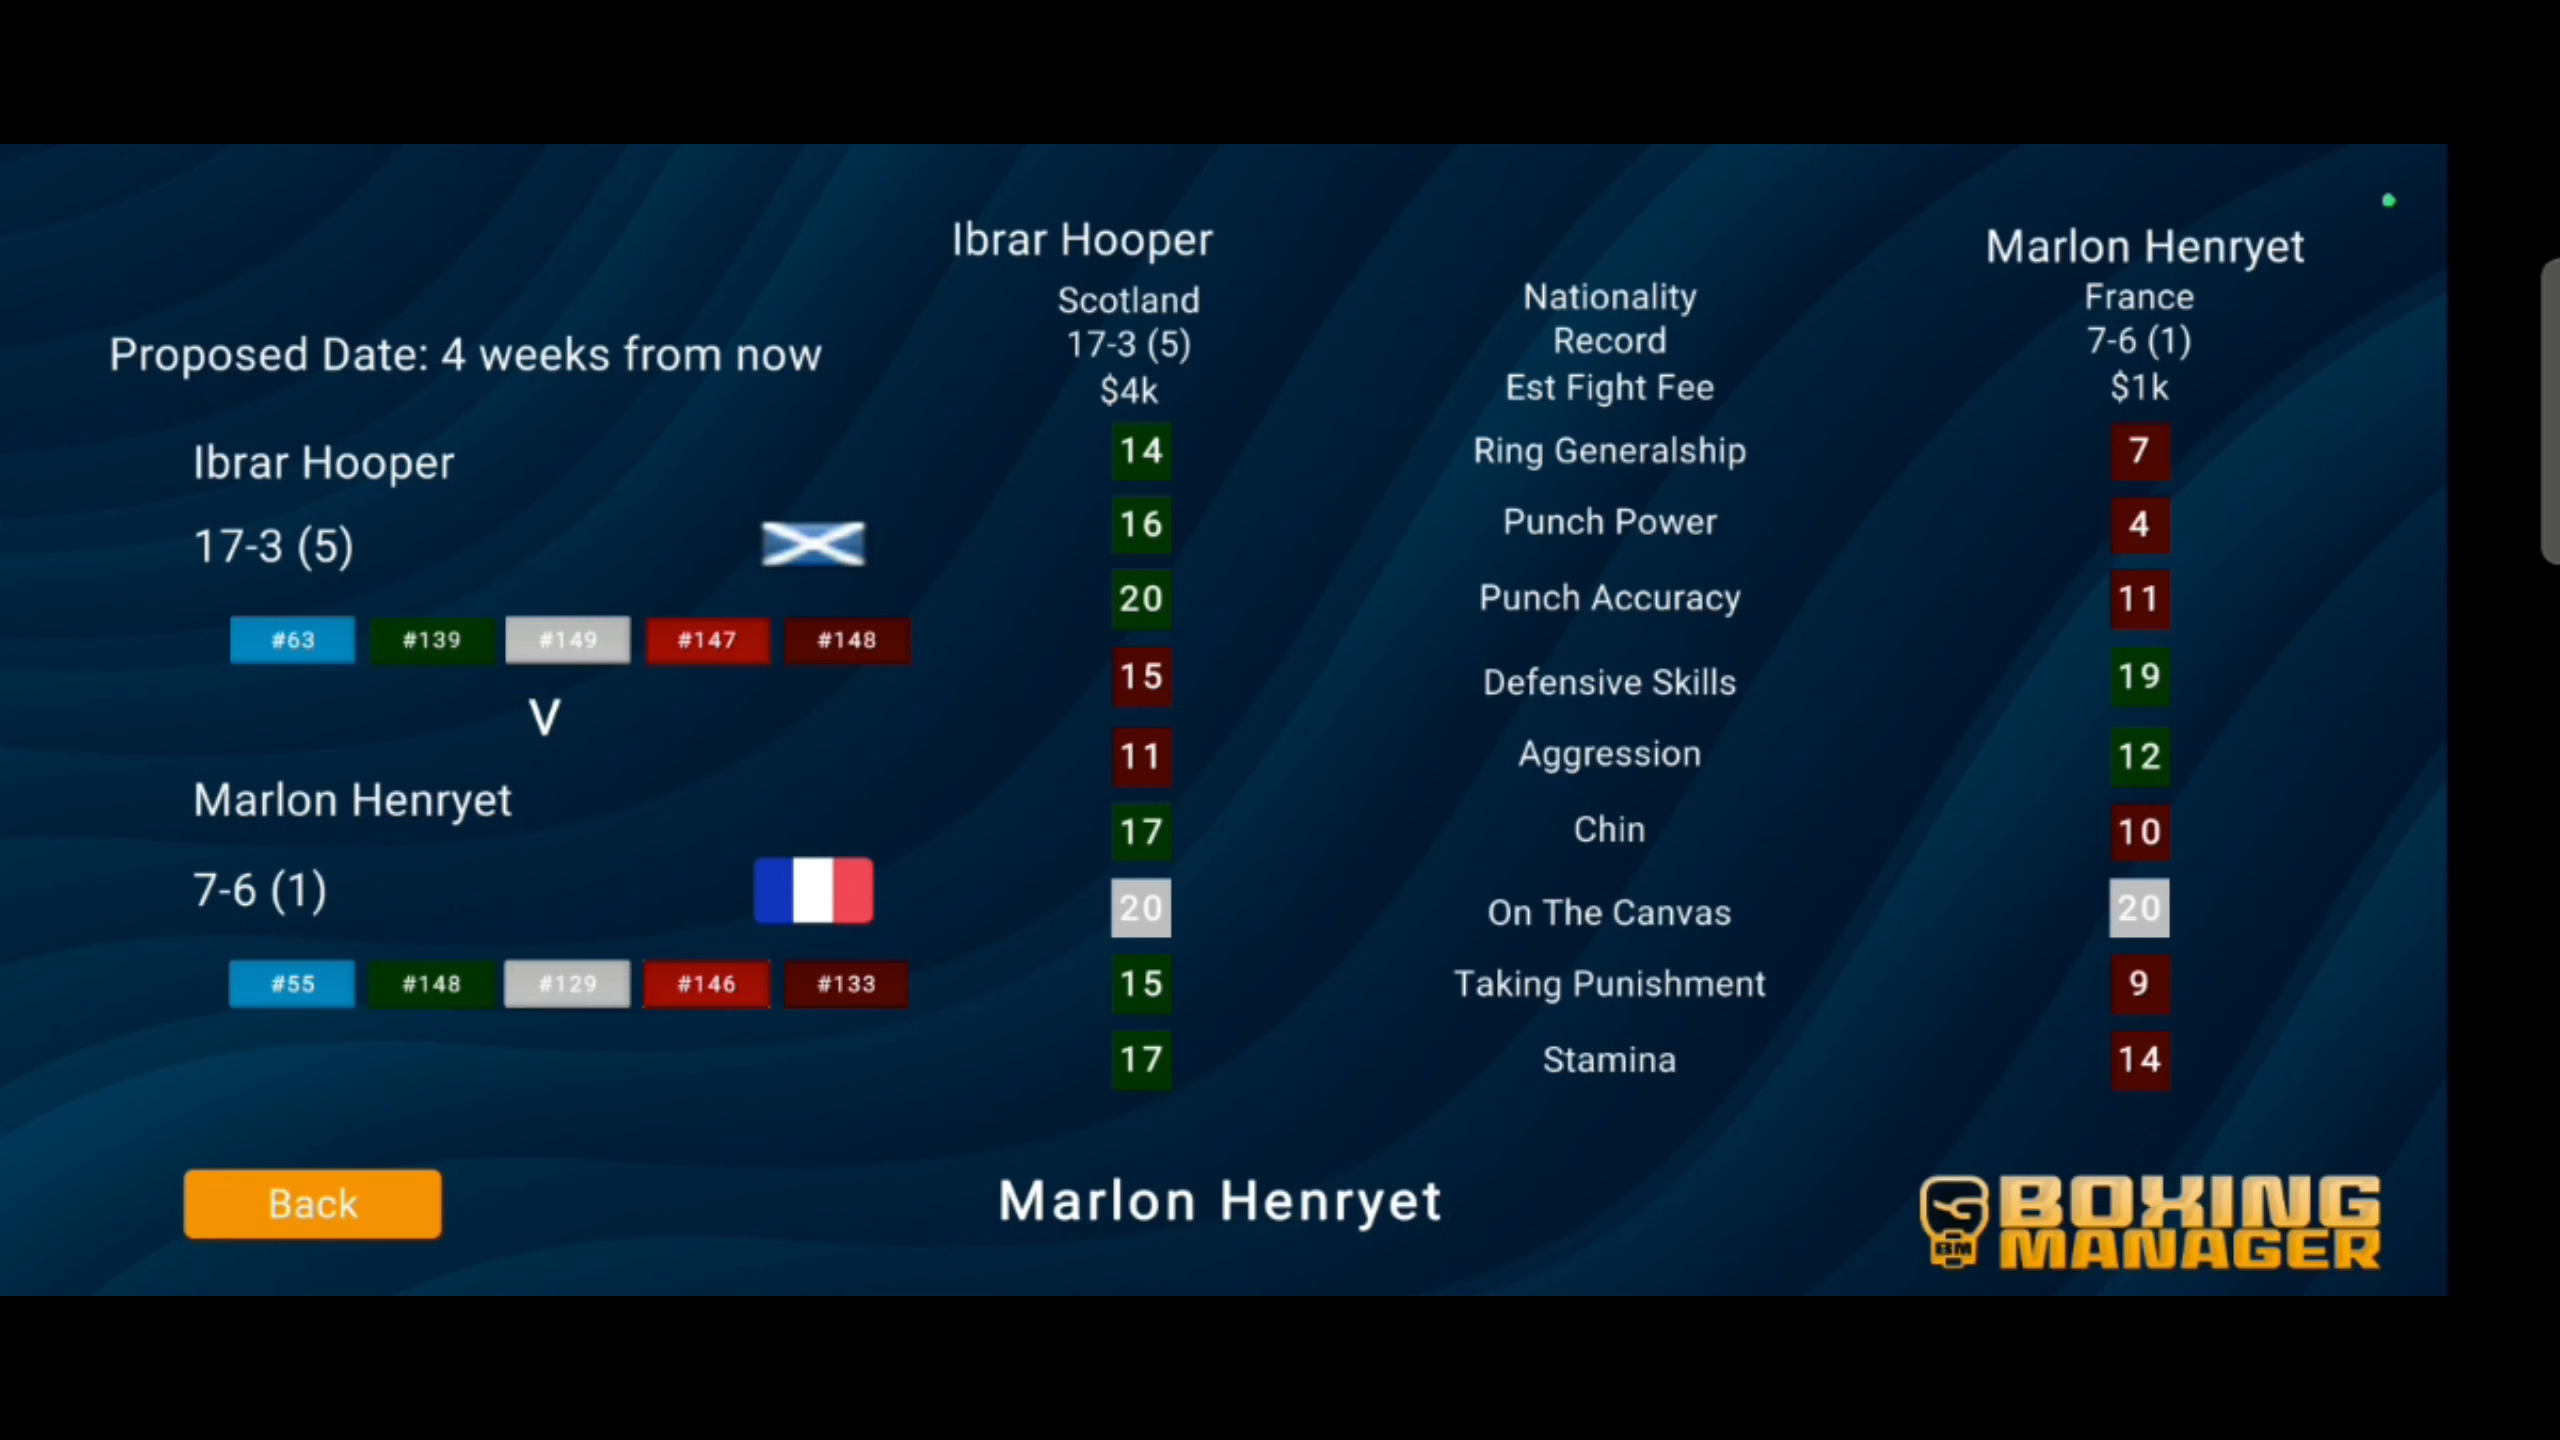 Proposed Date: 4 weeks from now
Ibrar Hooper
17-3 (5)
#63 #139 #149 #147 #148
V
Marlon Henryet
7-6 (1)
#55 #148 #129 #146 #133
Back
Ibrar Hooper Marlon Henryet
Scotland Nationality France
17-3 (5) Record 7-6 (1)
$4k Est Fight Fee $1k
14 Ring Generalship 7
16 Punch Power 4
20 Punch Accuracy 11
15 Defensive Skills 19
11 Aggression 12
17 Chin 10
20 On The Canvas 20
15 Taking Punishment 9
17 Stamina 14
Marlon Henryet
BM
BOXING
MANAGER